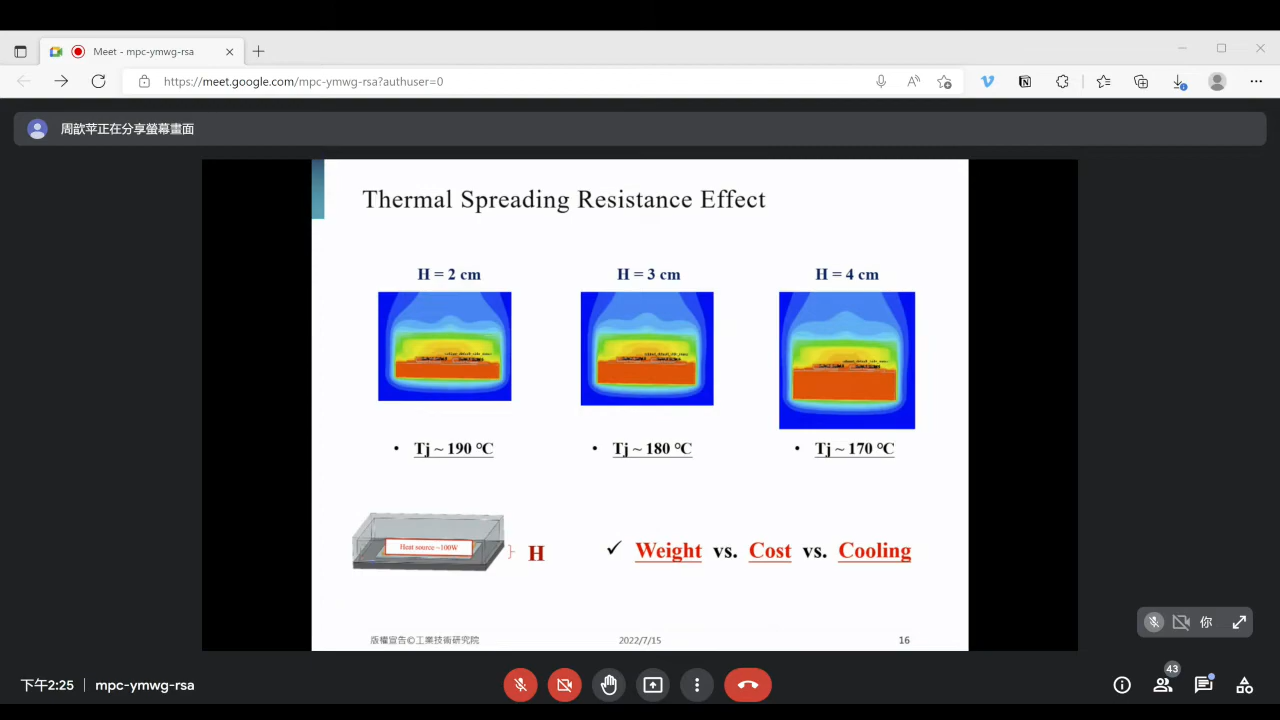 Meet - mpc-ymwg-rsa
https://meet.google.com/mpc-ymwg-rsa?authuser=0
周歆苹正在分享螢幕畫面
Thermal Spreading Resistance Effect
H = 2 cm
H = 3 cm
H = 4 cm
• Tj ~ 190 ℃
• Tj ~ 180 ℃
• Tj ~ 170 ℃
Heat source ~100W
H
✓ Weight vs. Cost vs. Cooling
版權宣告©工業技術研究院
2022/7/15
16
你
下午2:25 | mpc-ymwg-rsa
43